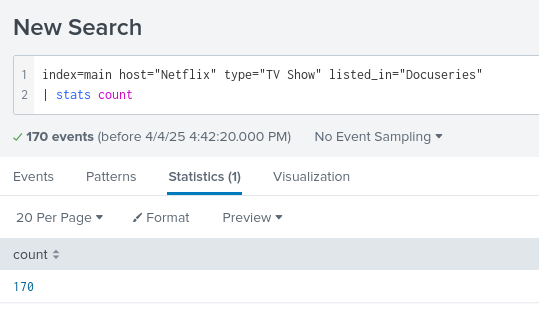 New Search
1 index=main host="Netflix" type="TV Show" listed_in="Docuseries"
2 | stats count
170 events (before 4/4/25 4:42:20.000 PM) No Event Sampling
Events Patterns Statistics (1) Visualization
20 Per Page Format Preview
count
170